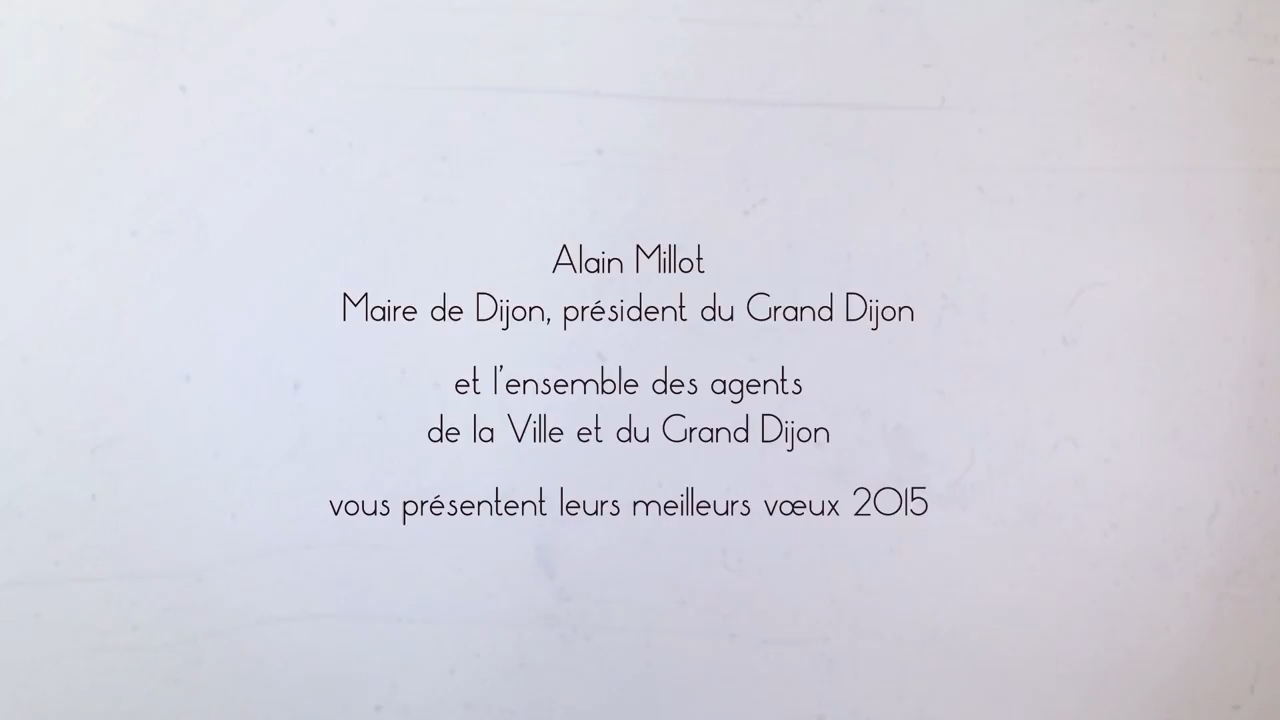 Alain Millot
Maire de Dijon, président du Grand Dijon
et l'ensemble des agents
de la Ville et du Grand Dijon
vous présentent leurs meilleurs vœux 2015